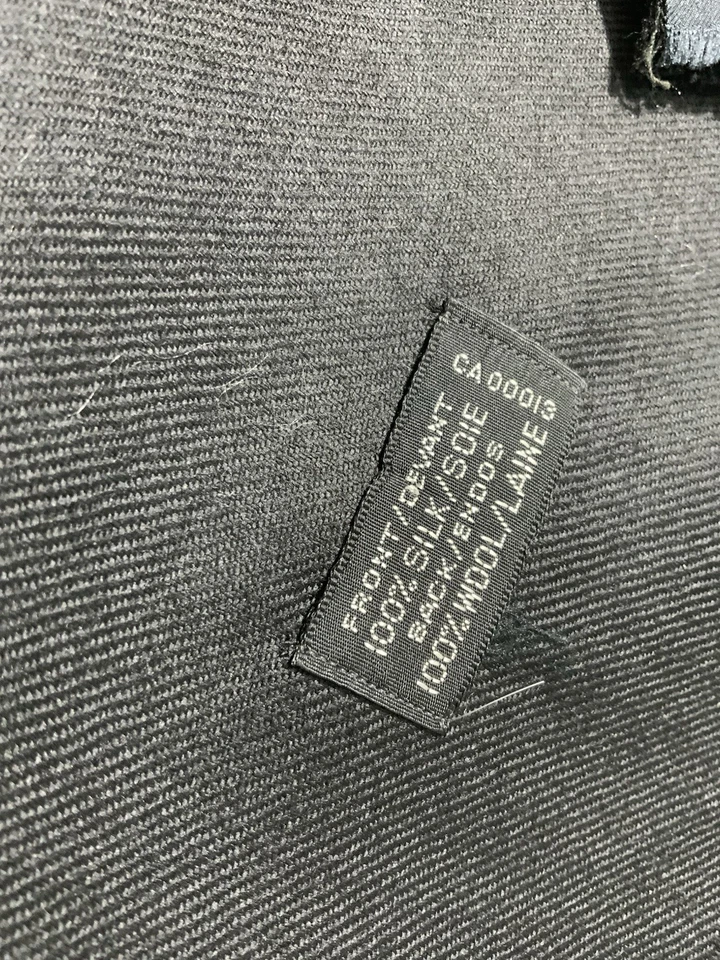 CA 00013
FRONT//DEVANT
100% SILK//SOIE
BACK/ENDOS
100% WOOL/LAINE